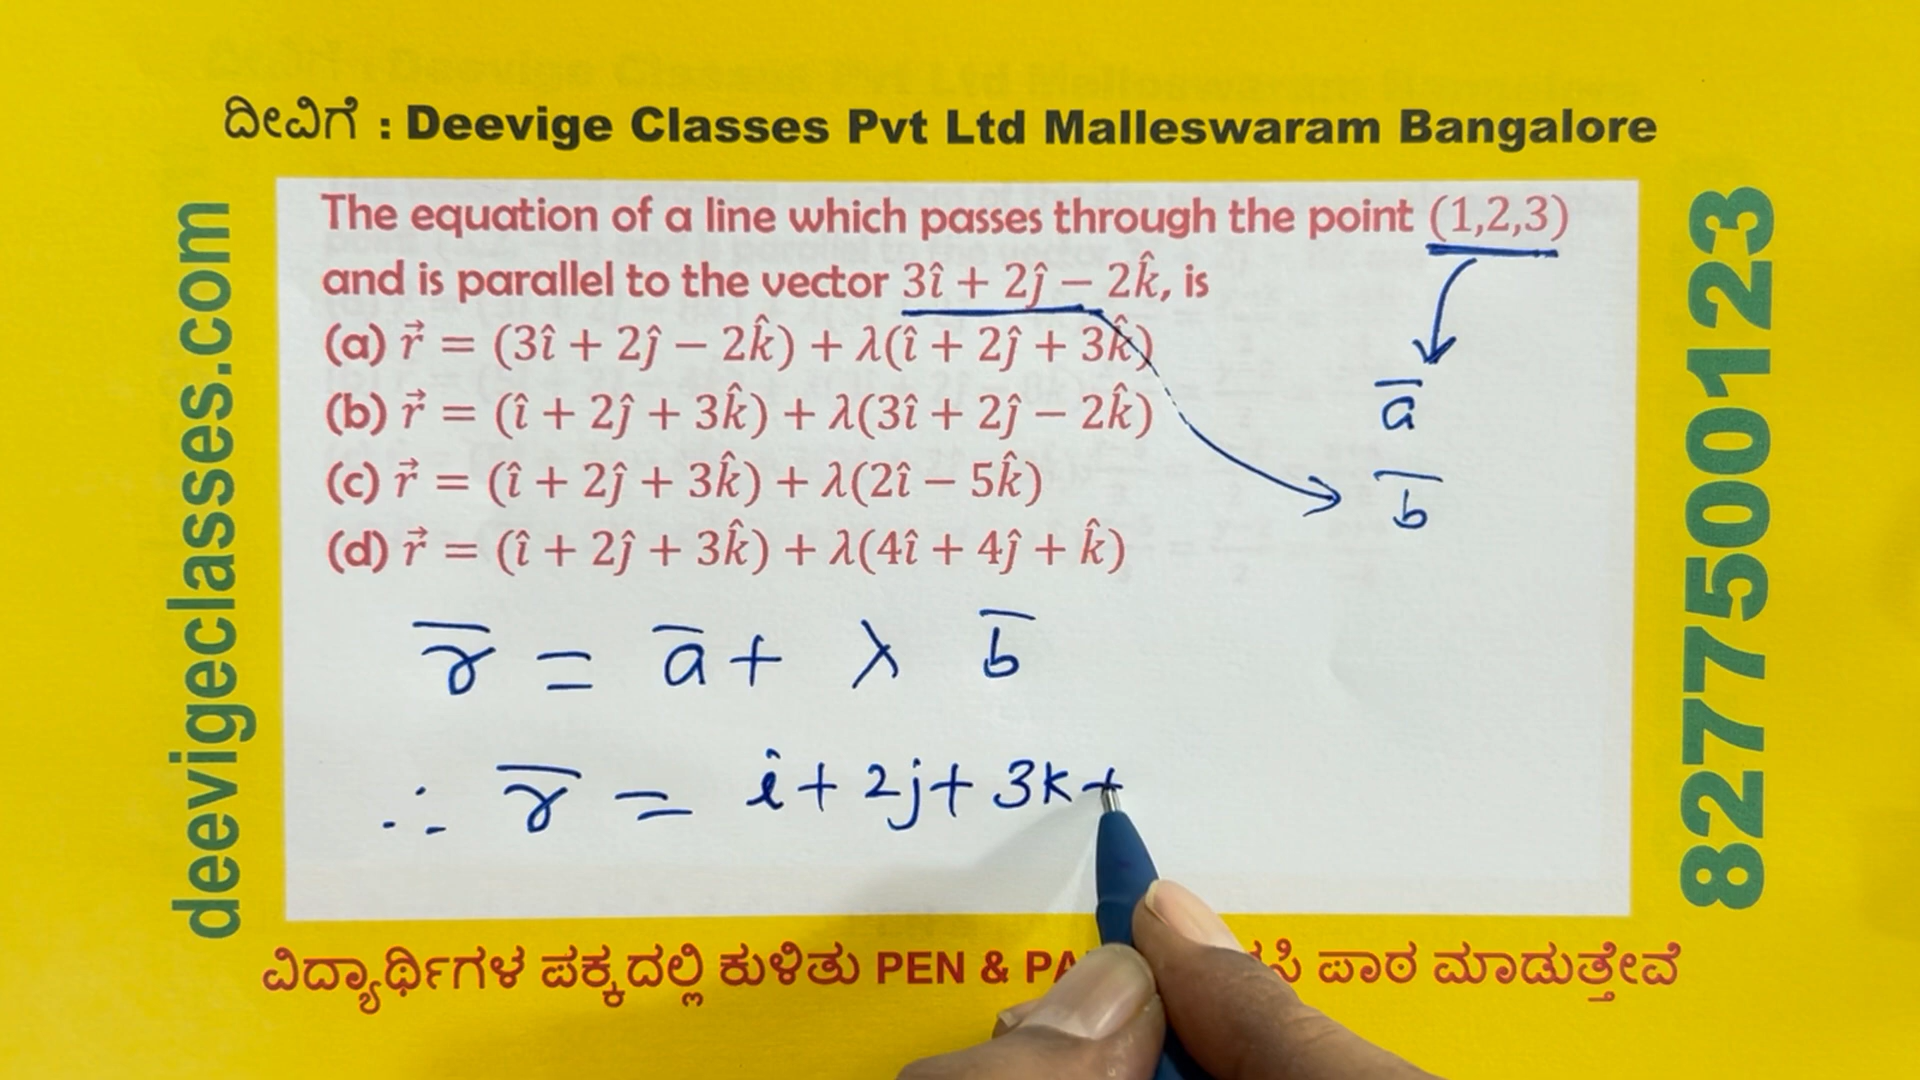 ದೀವಿಗೆ : Deevige Classes Pvt Ltd Malleswaram Bangalore
deevigeclasses.com
The equation of a line which passes through the point (1,2,3)
and is parallel to the vector 3î + 2ĵ − 2k̂, is
(a) r⃗ = (3î + 2ĵ − 2k̂) + λ(î + 2ĵ + 3k̂)
(b) r⃗ = (î + 2ĵ + 3k̂) + λ(3î + 2ĵ − 2k̂)
(c) r⃗ = (î + 2ĵ + 3k̂) + λ(2î − 5k̂)
(d) r⃗ = (î + 2ĵ + 3k̂) + λ(4î + 4ĵ + k̂)
a̅
b̅
r̅ = a̅ + λ b̅
∴ r̅ = î + 2j + 3k +
8277500123
ವಿದ್ಯಾರ್ಥಿಗಳ ಪಕ್ಕದಲ್ಲಿ ಕುಳಿತು PEN & ಪಾಠ ಮಾಡುತ್ತೇವೆ